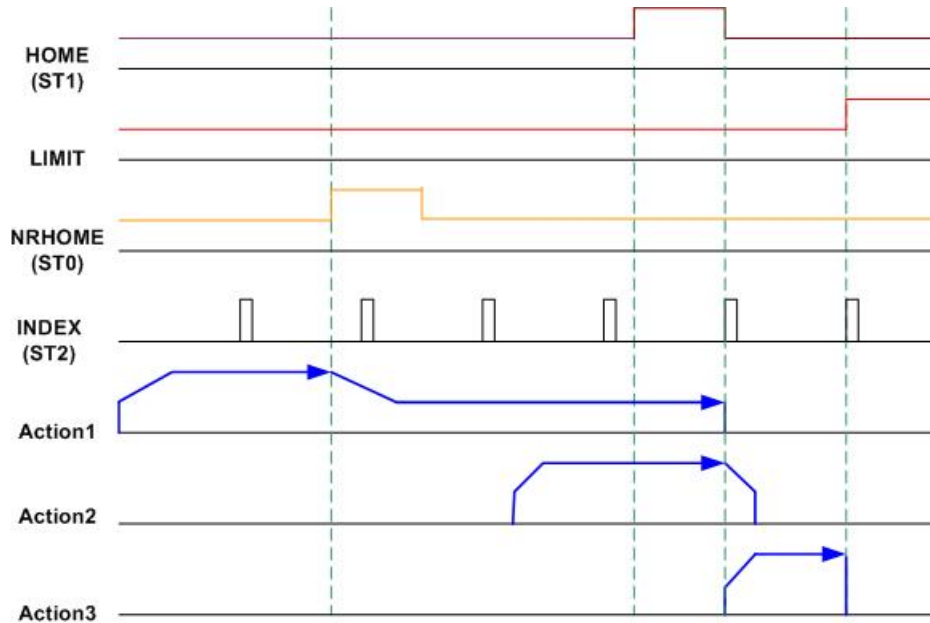 HOME
(ST1)
LIMIT
NRHOME
(ST0)
INDEX
(ST2)
Action1
Action2
Action3